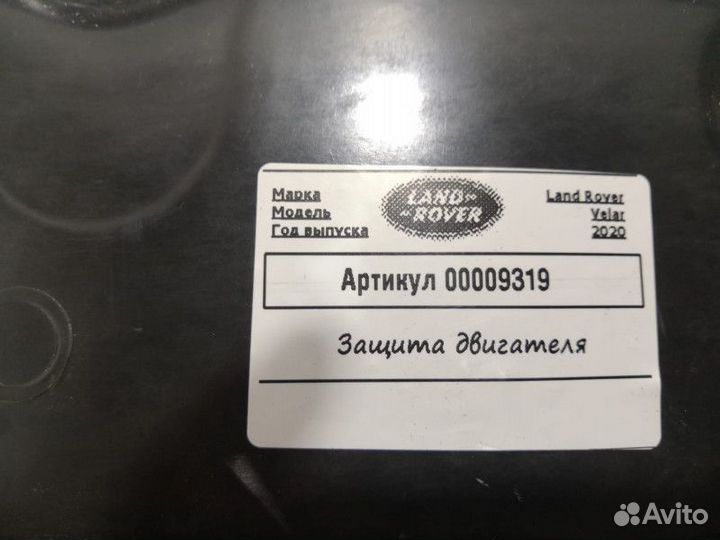 Марка LAND- Land Rover
Модель -ROVER Velar
Год выпуска 2020
Артикул 00009319
Защита двигателя
Avito